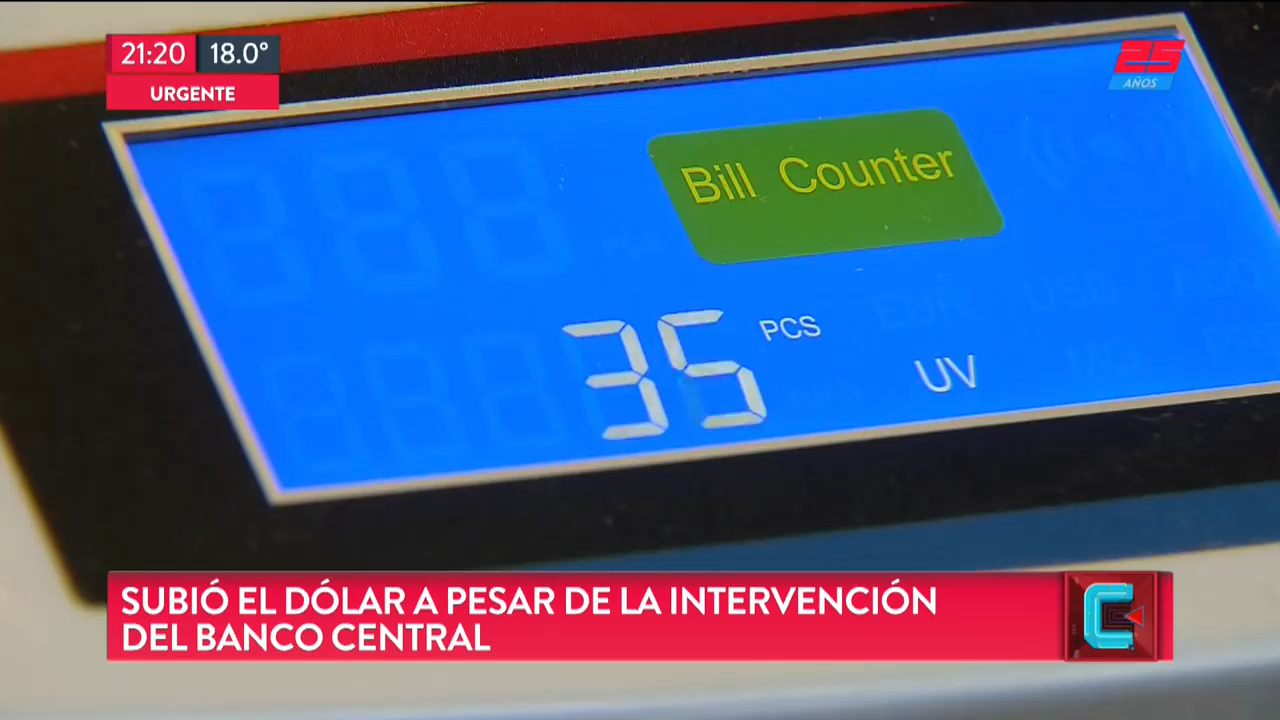 21:20 18.0°
URGENTE
25
AÑOS
Bill Counter
35 PCS
UV
SUBIÓ EL DÓLAR A PESAR DE LA INTERVENCIÓN
DEL BANCO CENTRAL
C